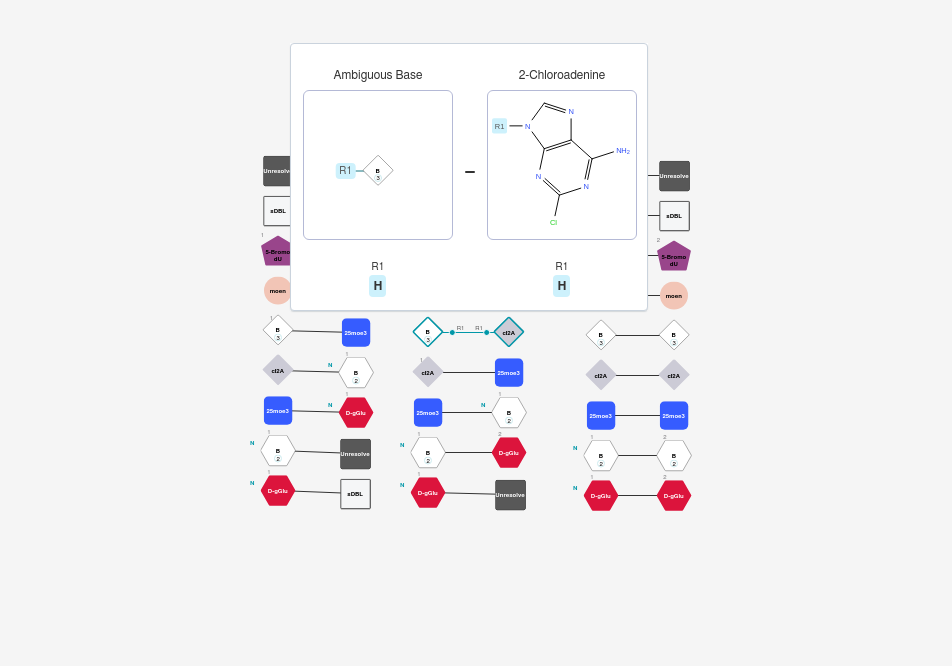 Ambiguous Base
2-Chloroadenine
R1
B
3
R1
N
N
N
N
NH2
Cl
R1
H
R1
H
Unresolve
Unresolve
sDBL
sDBL
1
5-Bromo
dU
2
5-Bromo
dU
moen
moen
1
B
3
25moe3
B
3
R1
R1
cl2A
B
3
B
3
cl2A
N
1
B
2
1
cl2A
25moe3
cl2A
cl2A
25moe3
N
1
D-gGlu
25moe3
N
1
B
2
25moe3
25moe3
N
1
B
2
Unresolve
N
1
B
2
2
D-gGlu
N
1
B
2
2
B
2
N
1
D-gGlu
sDBL
N
1
D-gGlu
Unresolve
N
1
D-gGlu
2
D-gGlu